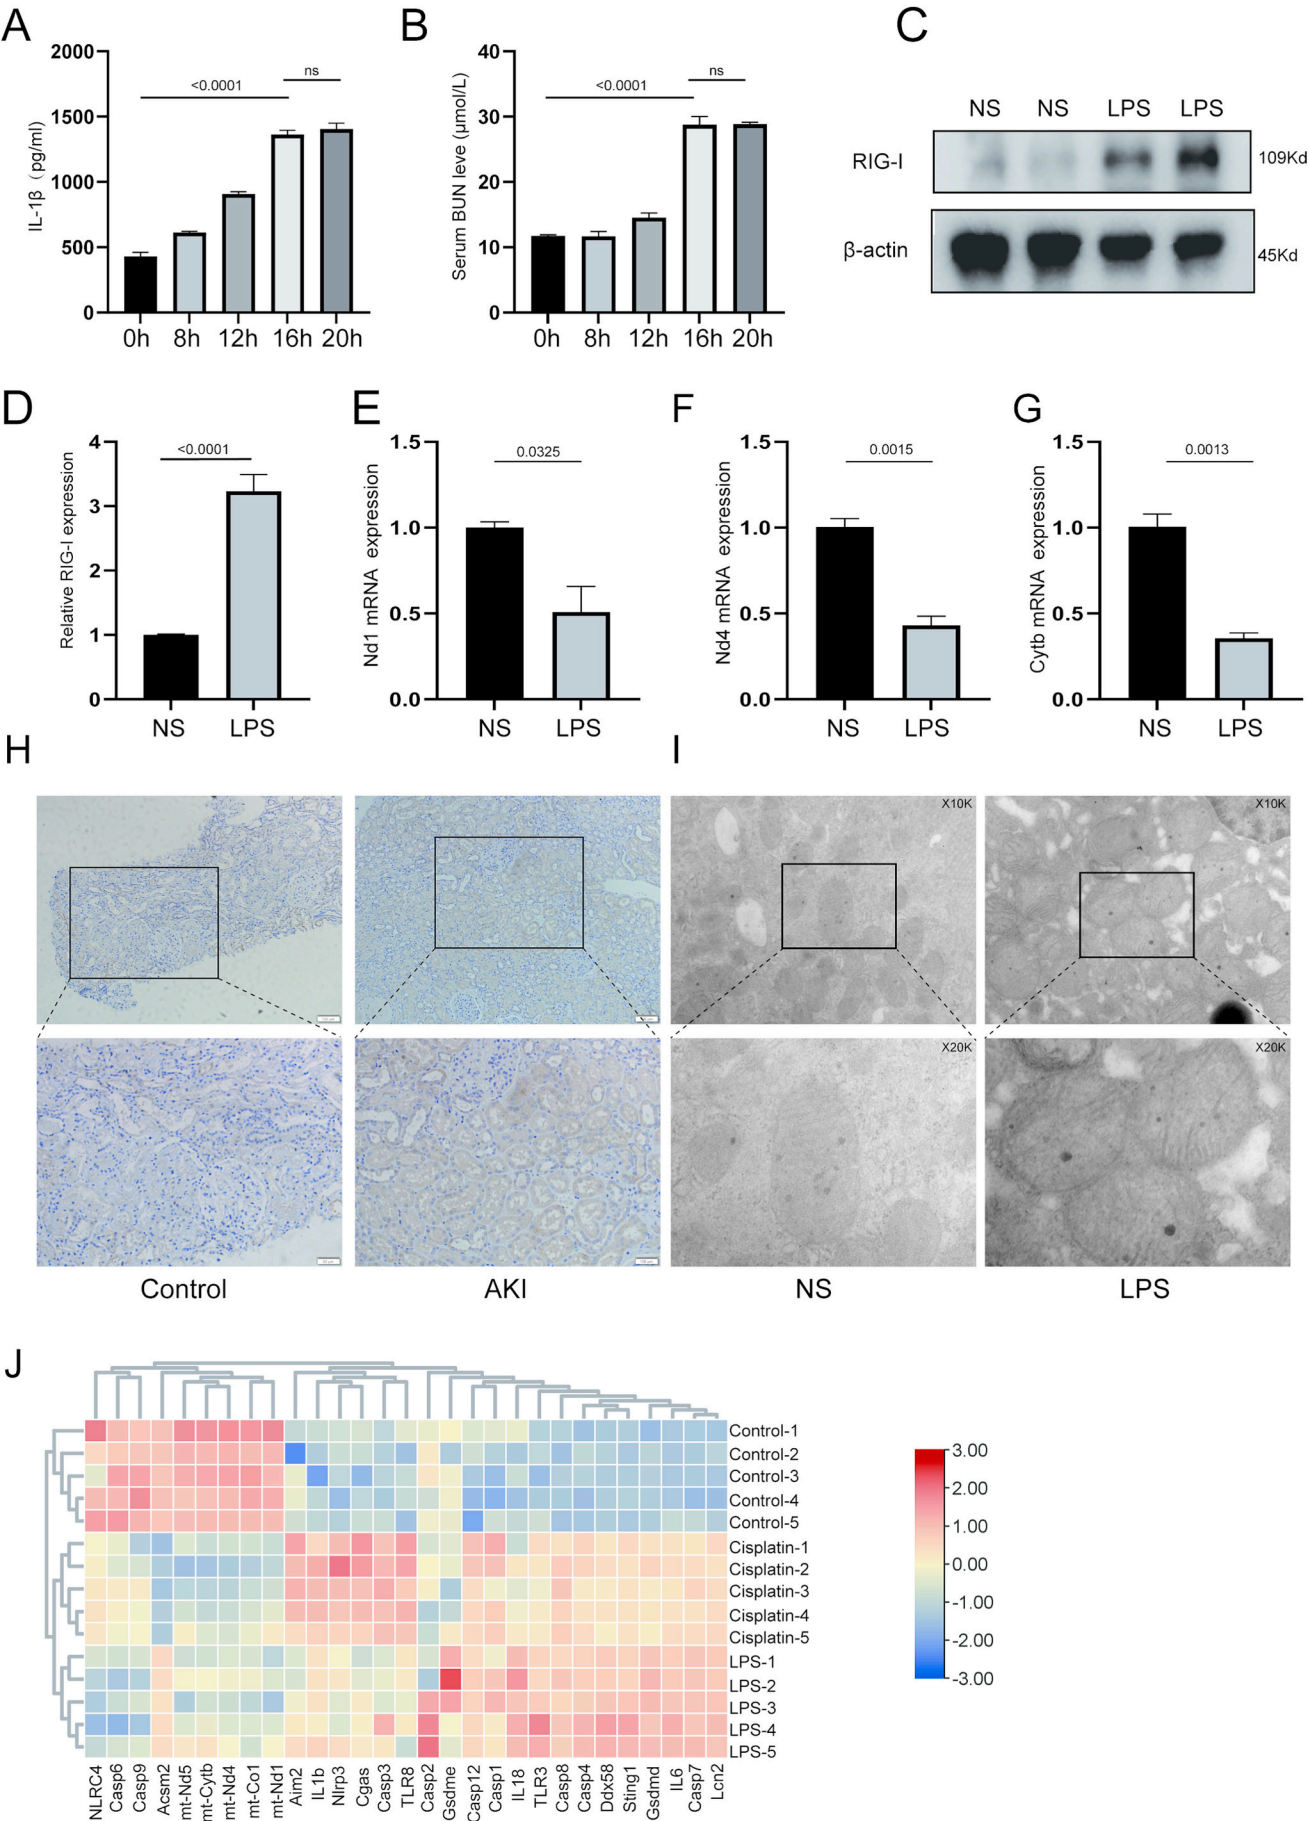 A
2000
1500
1000
500
0
IL-1β ( pg/ml)
<0.0001
ns
0h 8h 12h 16h 20h
B
40
30
20
10
0
Serum BUN level (μmol/L)
<0.0001
ns
0h 8h 12h 16h 20h
C
NS NS LPS LPS
RIG-I
109Kd
β-actin
45Kd
D
4
3
2
1
0
Relative RIG-I expression
<0.0001
NS LPS
E
1.5
1.0
0.5
0.0
Nd1 mRNA expression
0.0325
NS LPS
F
1.5
1.0
0.5
0.0
Nd4 mRNA expression
0.0015
NS LPS
G
1.5
1.0
0.5
0.0
Cytb mRNA expression
0.0013
NS LPS
H
Control
AKI
I
X10K
X10K
X20K
X20K
NS
LPS
J
Control-1
Control-2
Control-3
Control-4
Control-5
Cisplatin-1
Cisplatin-2
Cisplatin-3
Cisplatin-4
Cisplatin-5
LPS-1
LPS-2
LPS-3
LPS-4
LPS-5
NLRC4
Casp6
Casp9
Acsm2
mt-Nd5
mt-Cytb
mt-Nd4
mt-Co1
mt-Nd1
Aim2
IL1b
Nlrp3
Cgas
Casp3
TLR8
Casp2
Gsdme
Casp12
Casp1
IL18
TLR3
Casp8
Casp4
Ddx58
Sting1
Gsdmd
IL6
Casp7
Lcn2
3.00
2.00
1.00
0.00
-1.00
-2.00
-3.00